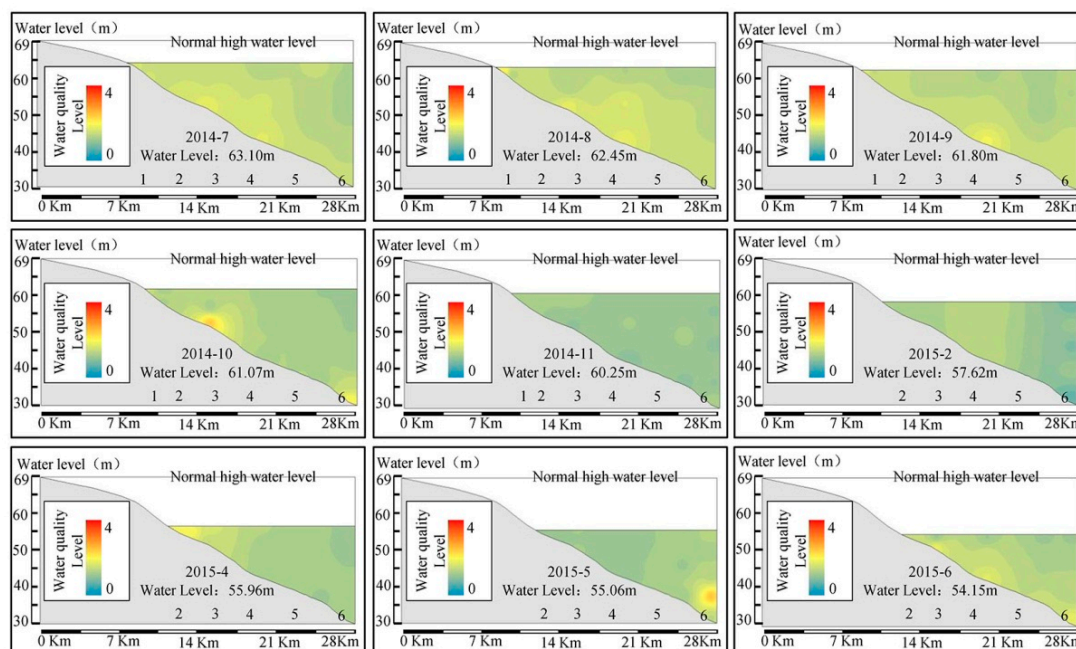 Water level（m）
Normal high water level
69
60
50
40
30
Water quality
Level
4
0
2014-7
Water Level：63.10m
1 2 3 4 5 6
0 Km 7 Km 14 Km 21 Km 28Km
Water level（m）
Normal high water level
69
60
50
40
30
Water quality
Level
4
0
2014-8
Water Level：62.45m
1 2 3 4 5 6
0 Km 7 Km 14 Km 21 Km 28Km
Water level（m）
Normal high water level
69
60
50
40
30
Water quality
Level
4
0
2014-9
Water Level：61.80m
1 2 3 4 5 6
0 Km 7 Km 14 Km 21 Km 28Km
Water level（m）
Normal high water level
69
60
50
40
30
Water quality
Level
4
0
2014-10
Water Level：61.07m
1 2 3 4 5 6
0 Km 7 Km 14 Km 21 Km 28Km
Water level（m）
Normal high water level
69
60
50
40
30
Water quality
Level
4
0
2014-11
Water Level：60.25m
1 2 3 4 5 6
0 Km 7 Km 14 Km 21 Km 28Km
Water level（m）
Normal high water level
69
60
50
40
30
Water quality
Level
4
0
2015-2
Water Level：57.62m
2 3 4 5 6
0 Km 7 Km 14 Km 21 Km 28Km
Water level（m）
Normal high water level
69
60
50
40
30
Water quality
Level
4
0
2015-4
Water Level：55.96m
2 3 4 5 6
0 Km 7 Km 14 Km 21 Km 28Km
Water level（m）
Normal high water level
69
60
50
40
30
Water quality
Level
4
0
2015-5
Water Level：55.06m
2 3 4 5 6
0 Km 7 Km 14 Km 21 Km 28Km
Water level（m）
Normal high water level
69
60
50
40
30
Water quality
Level
4
0
2015-6
Water Level：54.15m
2 3 4 5 6
0 Km 7 Km 14 Km 21 Km 28Km